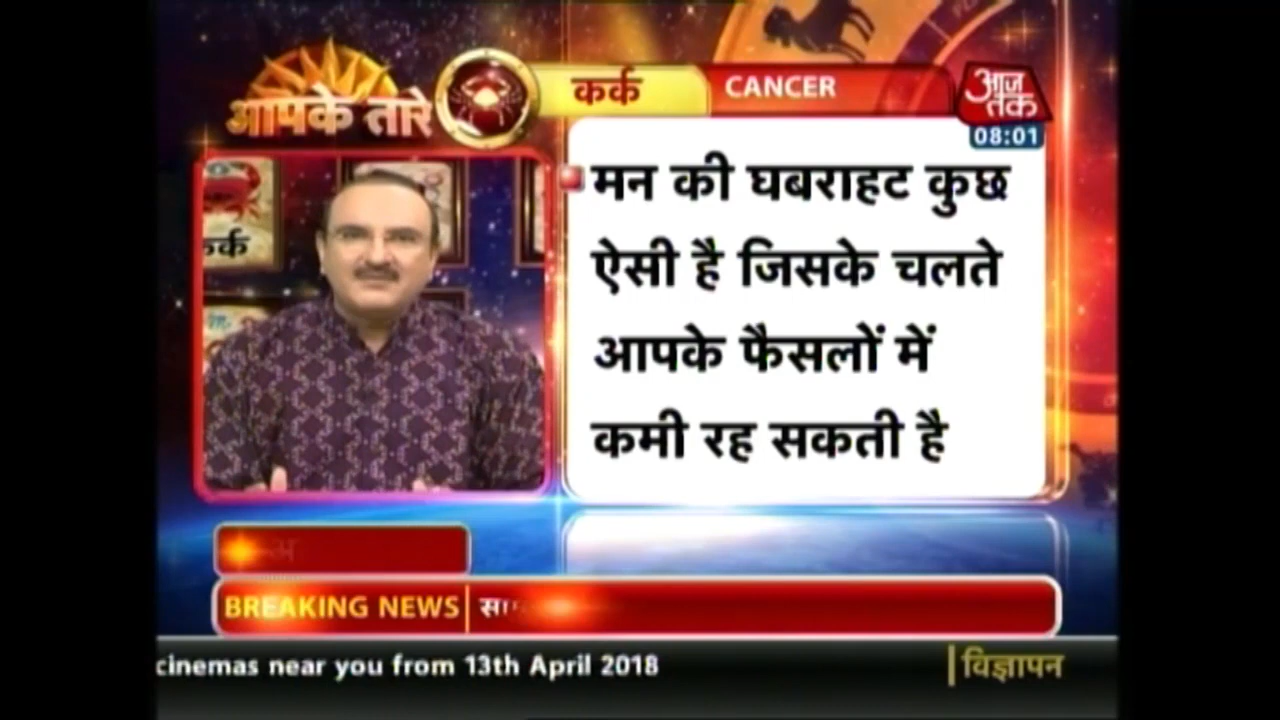 आपके तारे
कर्क
CANCER
आज
तक
08:01
मन की घबराहट कुछ
ऐसी है जिसके चलते
आपके फैसलों में
कमी रह सकती है
BREAKING NEWS
cinemas near you from 13th April 2018
विज्ञापन